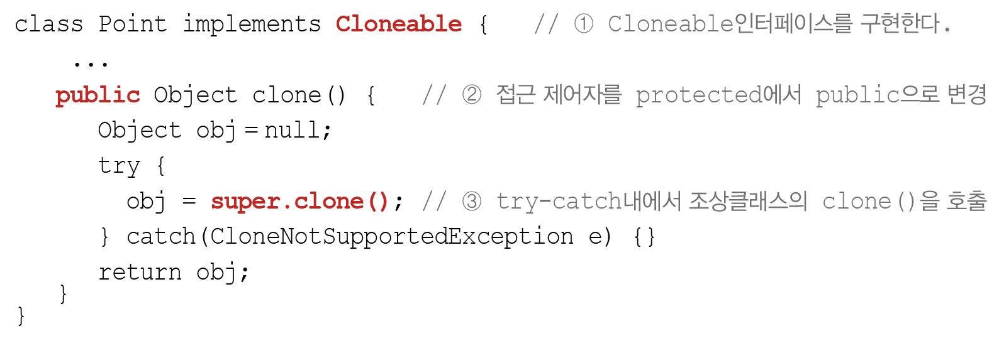 class Point implements Cloneable { // ① Cloneable인터페이스를 구현한다.
...
public Object clone() { // ② 접근 제어자를 protected에서 public으로 변경
Object obj = null;
try {
obj = super.clone(); // ③ try-catch내에서 조상클래스의 clone()을 호출
} catch(CloneNotSupportedException e) {}
return obj;
}
}